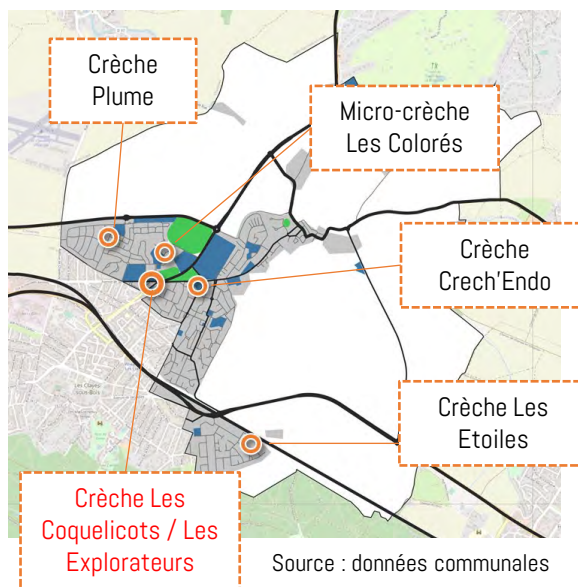 Crèche
Plume
Micro-crèche
Les Colorés
Crèche
Crech'Endo
Crèche Les
Etoiles
Crèche Les
Coquelicots / Les
Explorateurs
Source : données communales